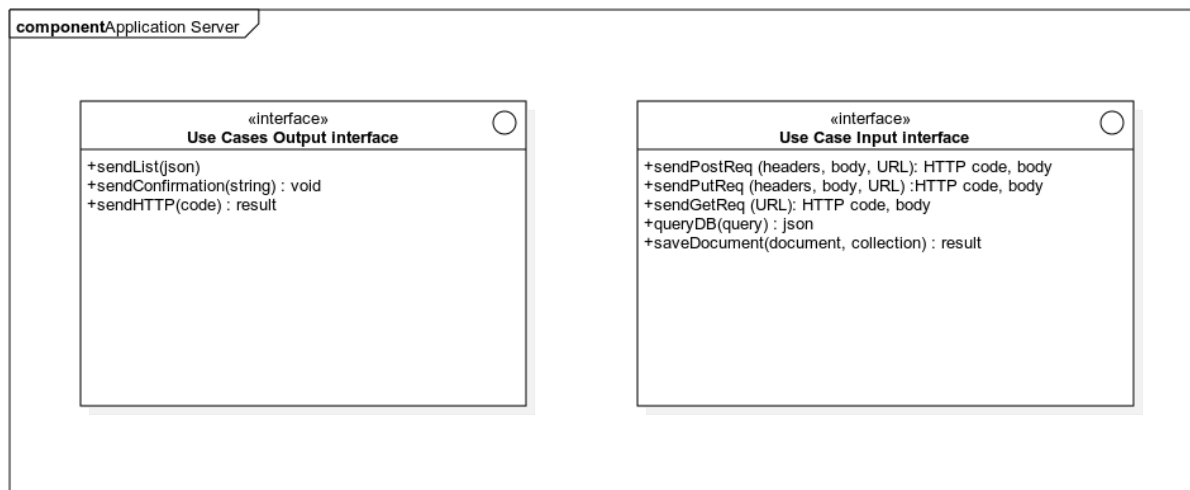 componentApplication Server
«interface»
Use Cases Output interface
+sendList(json)
+sendConfirmation(string) : void
+sendHTTP(code) : result
«interface»
Use Case Input interface
+sendPostReq (headers, body, URL): HTTP code, body
+sendPutReq (headers, body, URL) :HTTP code, body
+sendGetReq (URL): HTTP code, body
+queryDB(query) : json
+saveDocument(document, collection) : result